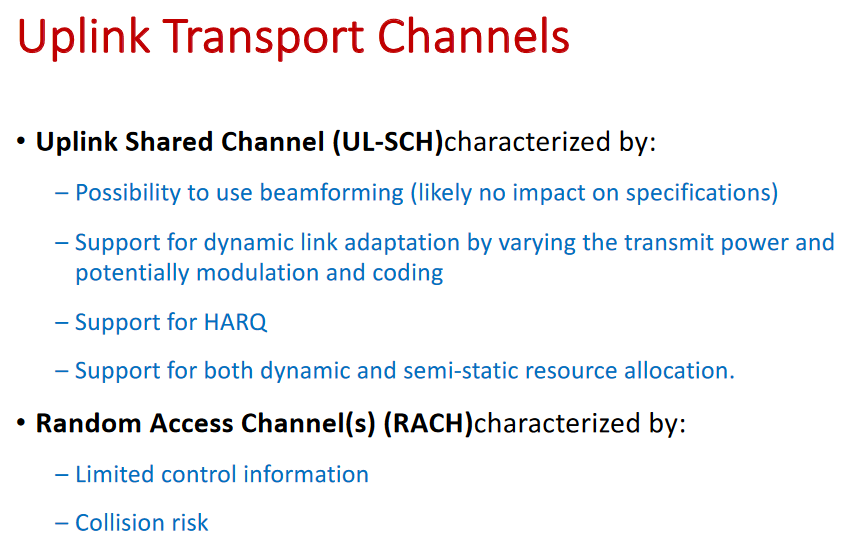 Uplink Transport Channels
• Uplink Shared Channel (UL-SCH)characterized by:
– Possibility to use beamforming (likely no impact on specifications)
– Support for dynamic link adaptation by varying the transmit power and
potentially modulation and coding
– Support for HARQ
– Support for both dynamic and semi-static resource allocation.
• Random Access Channel(s) (RACH)characterized by:
– Limited control information
– Collision risk